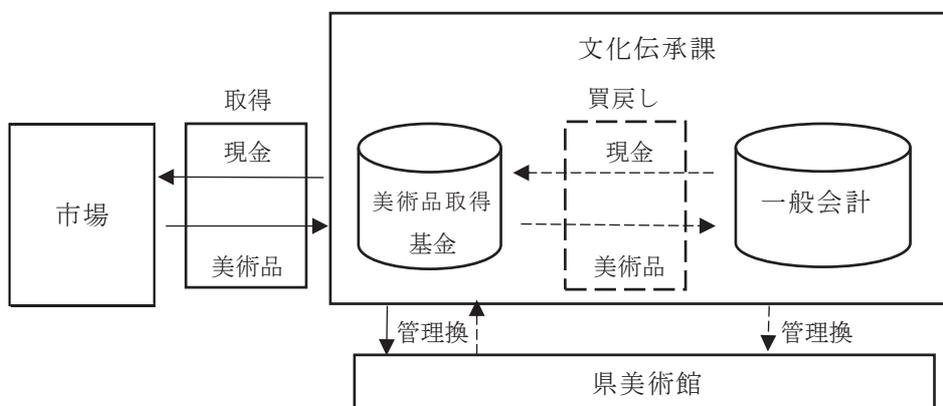 文化伝承課
取得
買戻し
現金
現金
市場
美術品取得
基金
一般会計
美術品
美術品
管理換
管理換
県美術館